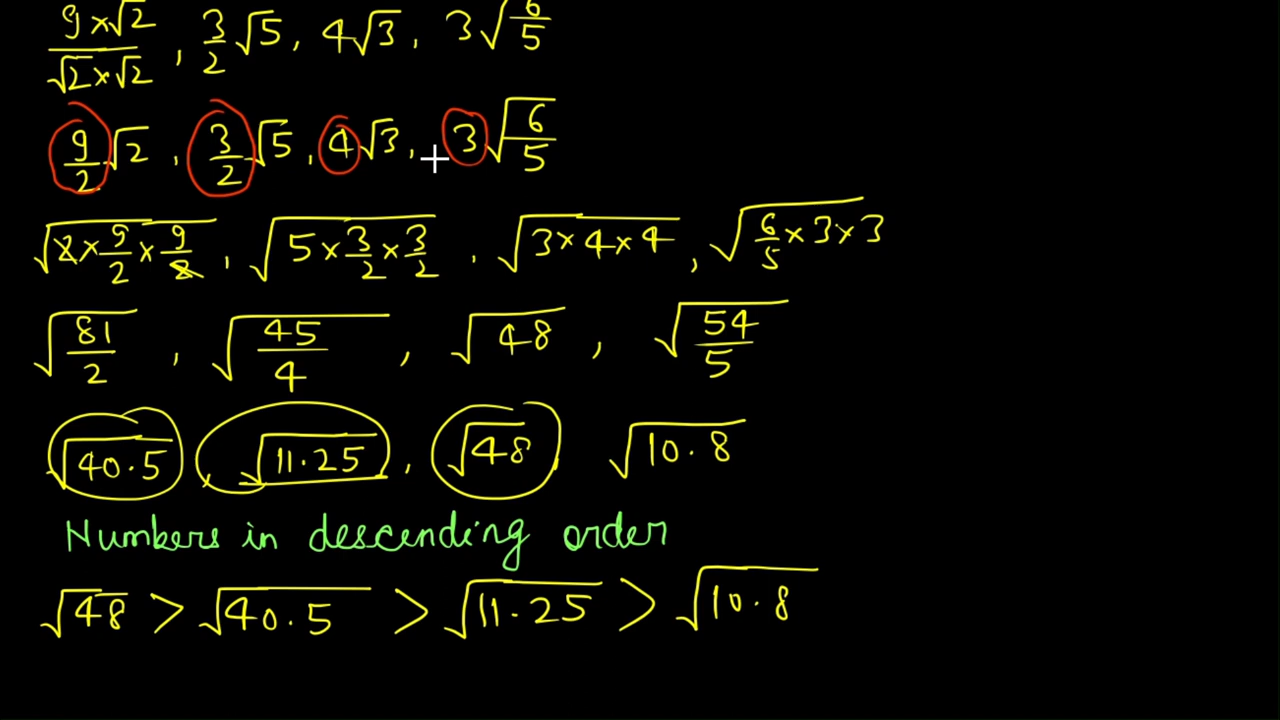 9×√2/√2×√2 , 3/2 √5 , 4√3 , 3√6/5
9/2 √2 , 3/2 √5 , 4√3 , 3√6/5
√2×9/2×9/2 , √5×3/2×3/2 , √3×4×4 , √6/5×3×3
√81/2 , √45/4 , √48 , √54/5
√40.5 , √11.25 , √48 √10.8
Numbers in descending order
√48 > √40.5 > √11.25 > √10.8